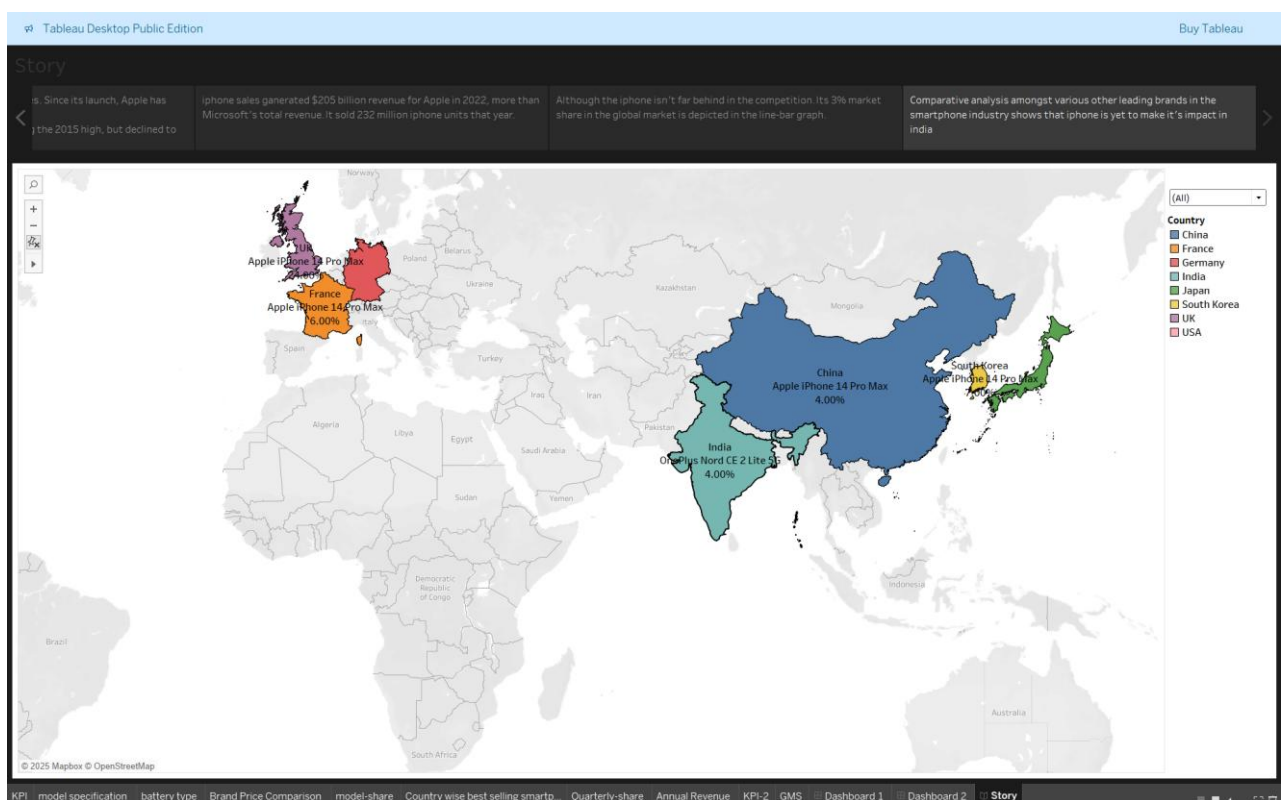 Tableau Desktop Public Edition
Buy Tableau
Story
s. Since its launch, Apple has
the 2015 high, but declined to
iphone sales ganerated $205 billion revenue for Apple in 2022, more than
Microsoft's total revenue. It sold 232 million iphone units that year.
Although the iphone isn't far behind in the competition. Its 3% market
share in the global market is depicted in the line-bar graph.
Comparative analysis amongst various other leading brands in the
smartphone industry shows that iphone is yet to make it's impact in
india
Norway
UK
Apple iPhone 14 Pro Max
Poland
Belarus
Ukraine
France
Apple iPhone 14 Pro Max
6.00%
Italy
Spain
Turkey
Kazakhstan
Mongolia
Iraq
Iran
Pakistan
Algeria
Libya
Egypt
Saudi Arabia
Sudan
Yemen
China
Apple iPhone 14 Pro Max
4.00%
South Korea
Apple iPhone 14 Pro Max
India
OnePlus Nord CE 2 Lite 5G
4.00%
Democratic
Republic
of Congo
Indonesia
Brazil
Australia
South Africa
(All)
Country
China
France
Germany
India
Japan
South Korea
UK
USA
© 2025 Mapbox © OpenStreetMap
KPI model specification battery type Brand Price Comparison model-share Country wise best selling smartp... Quarterly-share Annual Revenue KPI-2 GMS Dashboard 1 Dashboard 2 Story